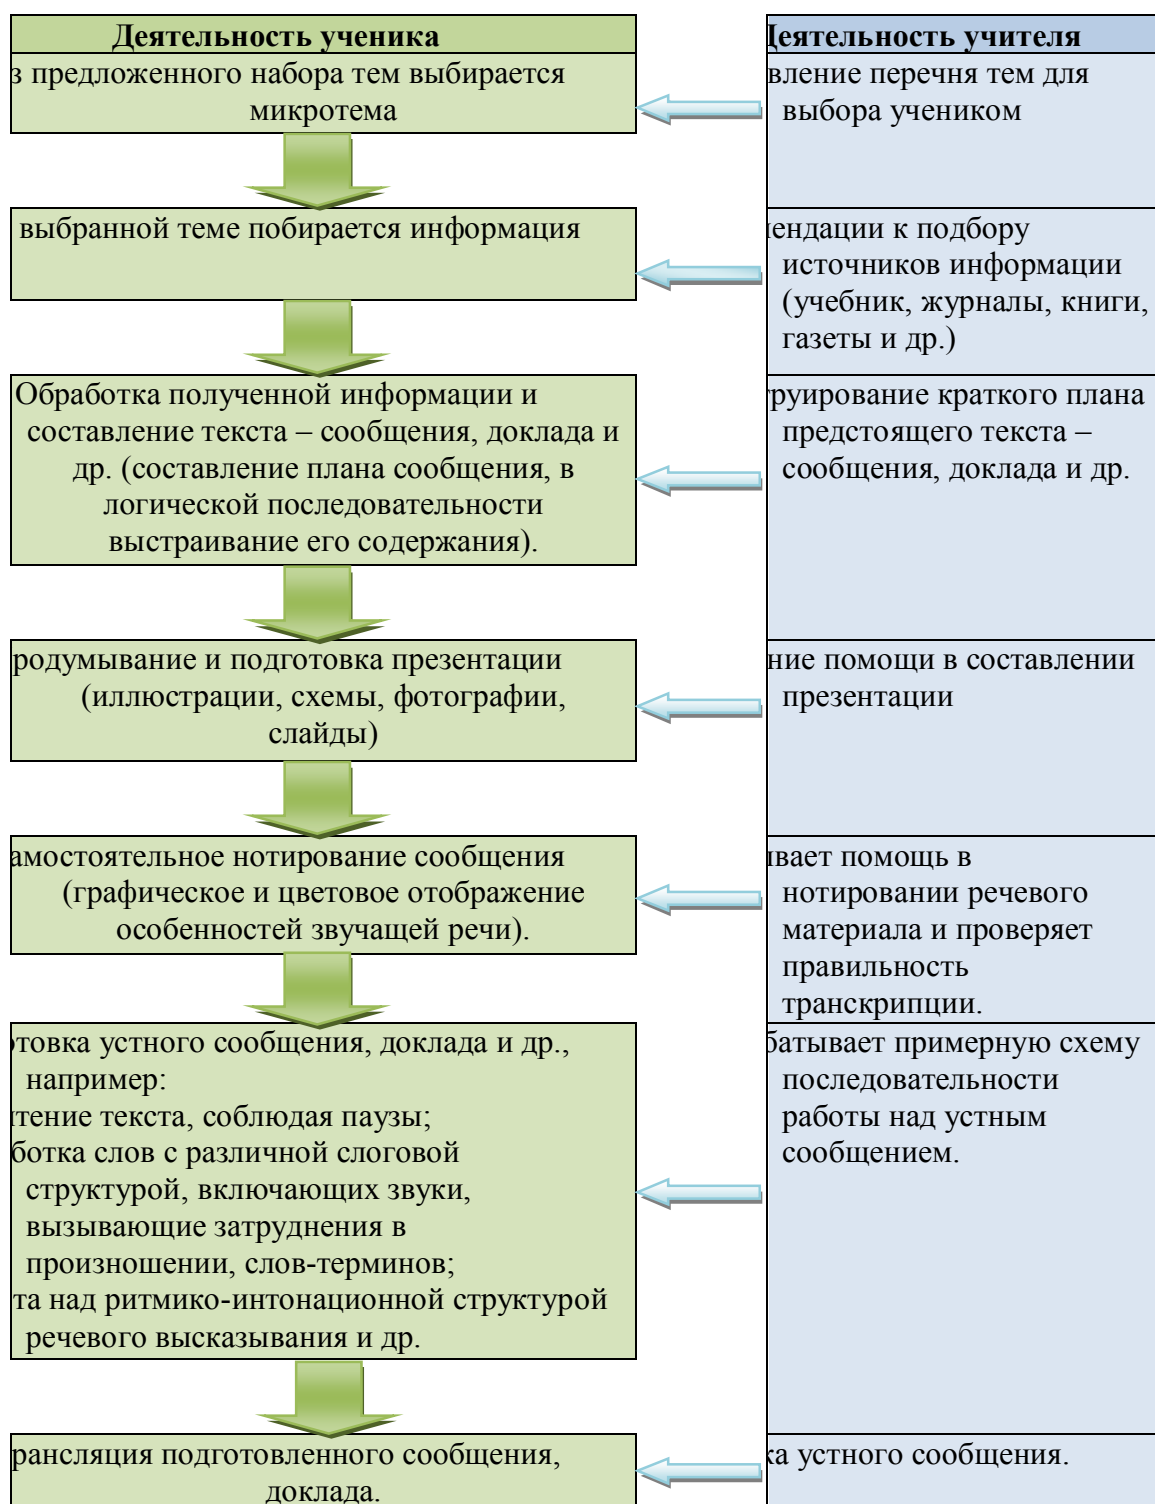 Деятельность ученика
з предложенного набора тем выбирается
микротема
выбранной теме побирается информация
Обработка полученной информации и
составление текста – сообщения, доклада и
др. (составление плана сообщения, в
логической последовательности
выстраивание его содержания).
родумывание и подготовка презентации
(иллюстрации, схемы, фотографии,
слайды)
амостоятельное нотирование сообщения
(графическое и цветовое отображение
особенностей звучащей речи).
товка устного сообщения, доклада и др.,
например:
тение текста, соблюдая паузы;
ботка слов с различной слоговой
структурой, включающих звуки,
вызывающие затруднения в
произношении, слов-терминов;
та над ритмико-интонационной структурой
речевого высказывания и др.
рансляция подготовленного сообщения,
доклада.
Деятельность учителя
вление перечня тем для
выбора учеником
ендации к подбору
источников информации
(учебник, журналы, книги,
газеты и др.)
труирование краткого плана
предстоящего текста –
сообщения, доклада и др.
ние помощи в составлении
презентации
вает помощь в
нотировании речевого
материала и проверяет
правильность
транскрипции.
батывает примерную схему
последовательности
работы над устным
сообщением.
ка устного сообщения.